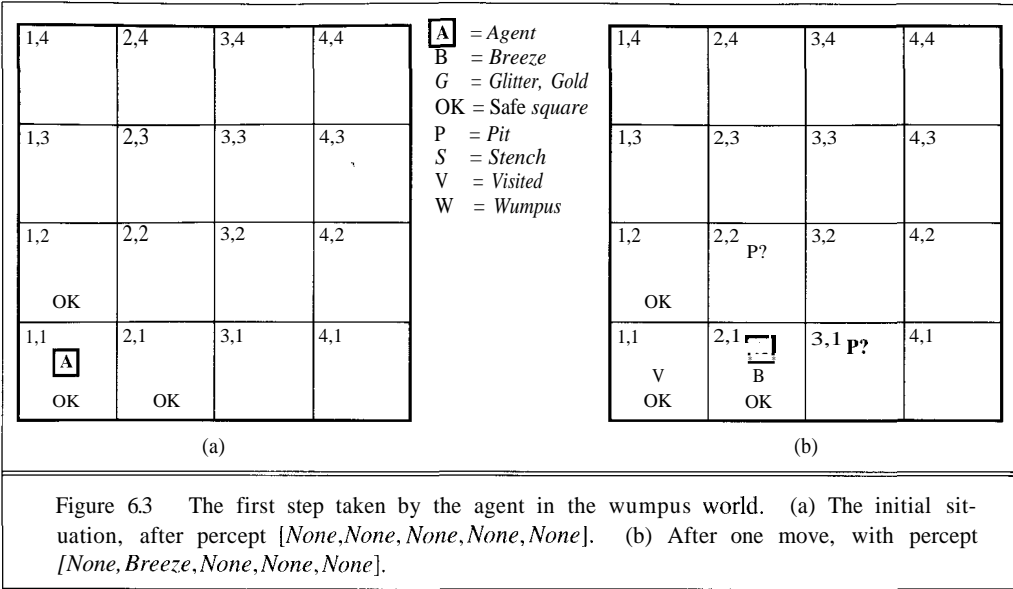 1,4 2,4 3,4 4,4
1,3 2,3 3,3 4,3
1,2 2,2 3,2 4,2
OK
1,1 2,1 3,1 4,1
A
OK OK
(a)
A = Agent
B = Breeze
G = Glitter, Gold
OK = Safe square
P = Pit
S = Stench
V = Visited
W = Wumpus
1,4 2,4 3,4 4,4
1,3 2,3 3,3 4,3
1,2 2,2 3,2 4,2
P?
OK
1,1 2,1 3,1 P? 4,1
V B
OK OK
(b)
Figure 6.3 The first step taken by the agent in the wumpus world. (a) The initial sit-
uation, after percept [None,None, None, None, None]. (b) After one move, with percept
[None, Breeze, None, None, None].